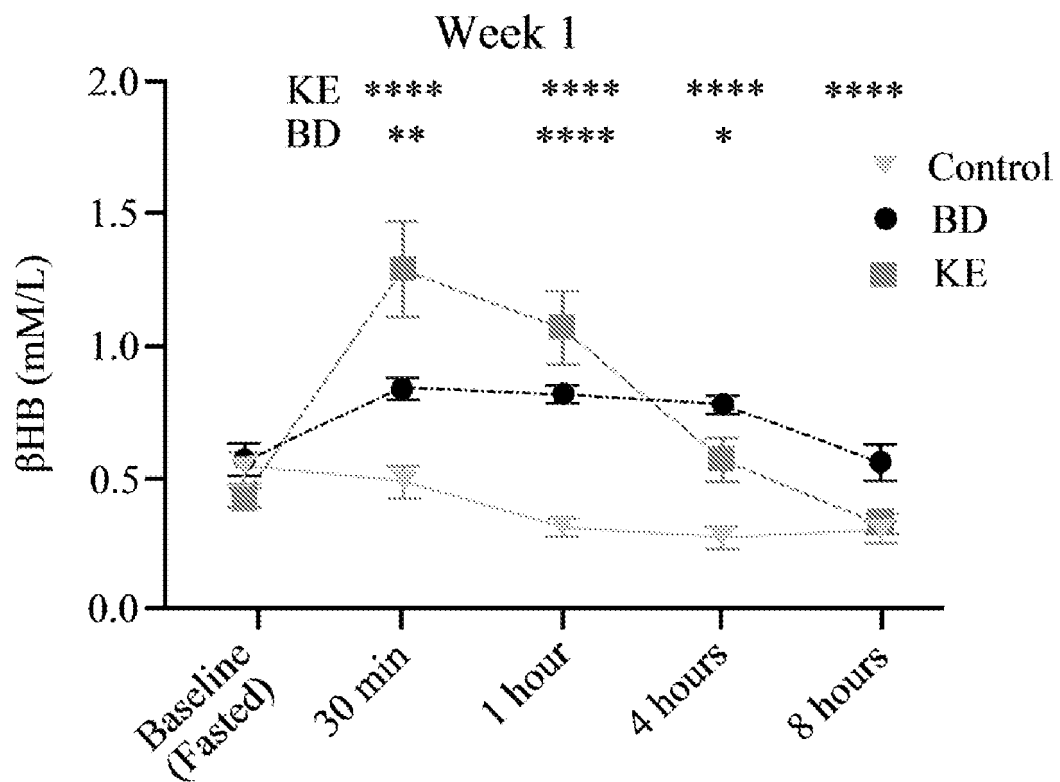 Week 1
KE **** **** **** ****
BD ** **** *
Control
BD
KE
βHB (mM/L)
2.0
1.5
1.0
0.5
0.0
Baseline
(Fasted)
30 min
1 hour
4 hours
8 hours